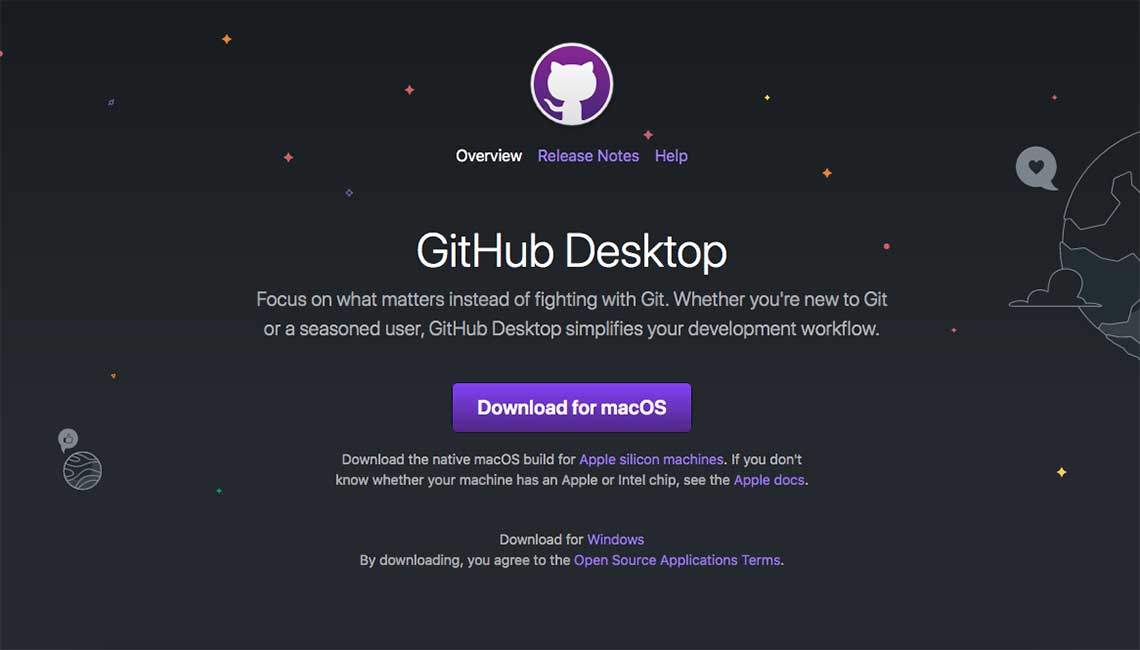 Overview Release Notes Help
GitHub Desktop
Focus on what matters instead of fighting with Git. Whether you're new to Git
or a seasoned user, GitHub Desktop simplifies your development workflow.
Download for macOS
Download the native macOS build for Apple silicon machines. If you don't
know whether your machine has an Apple or Intel chip, see the Apple docs.
Download for Windows
By downloading, you agree to the Open Source Applications Terms.